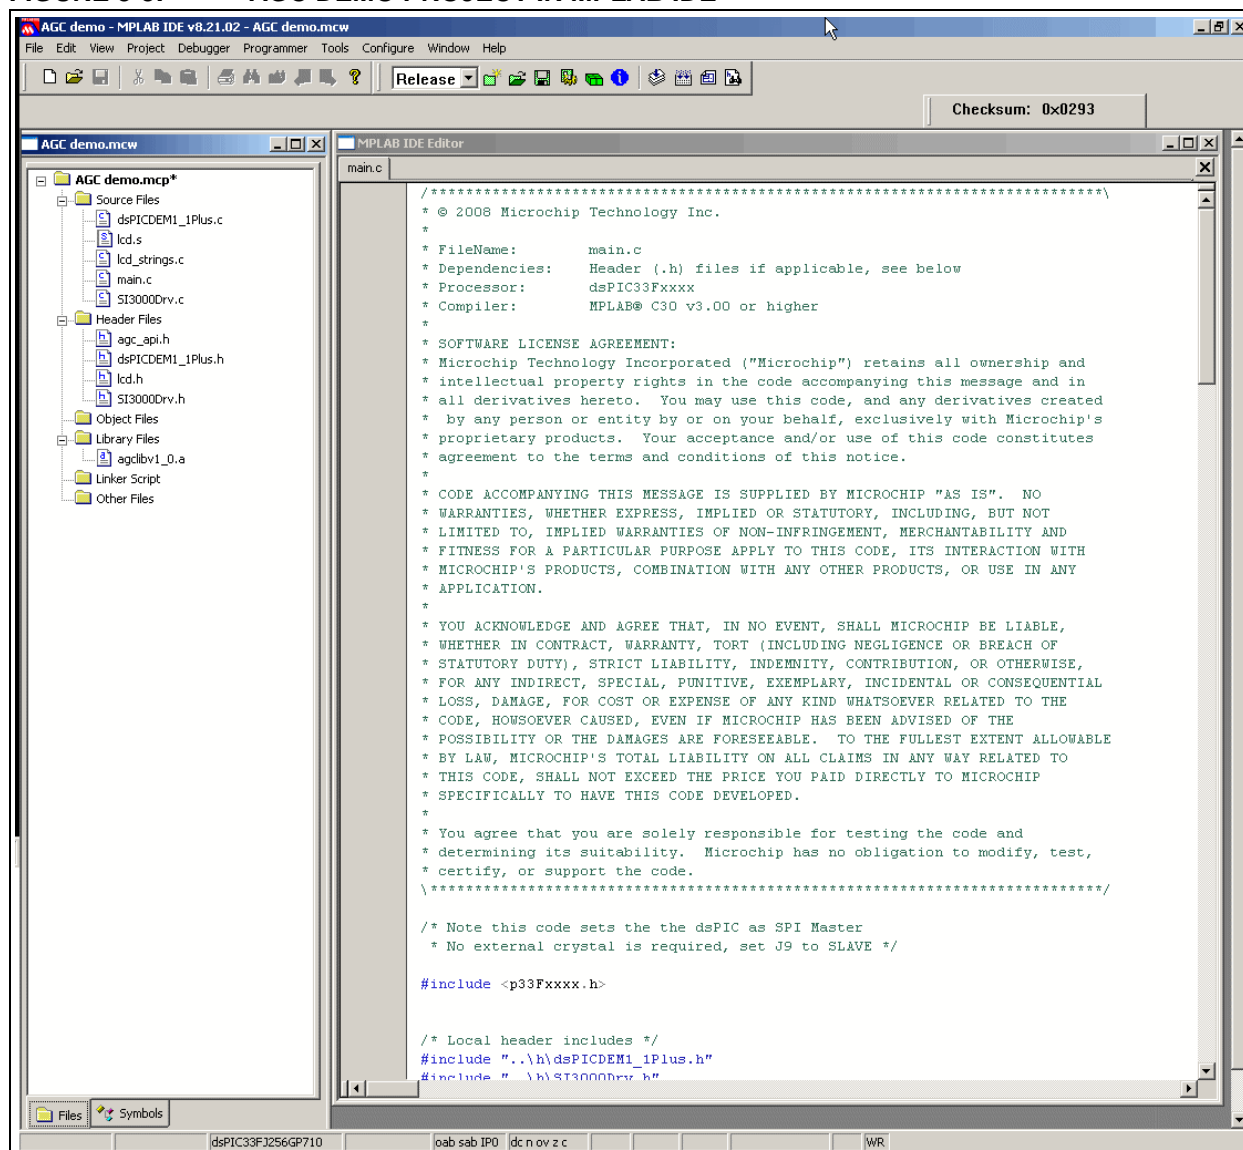 AGC demo - MPLAB IDE v8.21.02 - AGC demo.mcw
File Edit View Project Debugger Programmer Tools Configure Window Help
Release
Checksum: 0x0293
AGC demo.mcw
AGC demo.mcp*
Source Files
dsPICDEM1_1Plus.c
lcd.s
lcd_strings.c
main.c
SI3000Drv.c
Header Files
agc_api.h
dsPICDEM1_1Plus.h
lcd.h
SI3000Drv.h
Object Files
Library Files
agclibv1_0.a
Linker Script
Other Files
Files Symbols
MPLAB IDE Editor
main.c
/****************************************************************************\
* © 2008 Microchip Technology Inc.
*
* FileName: main.c
* Dependencies: Header (.h) files if applicable, see below
* Processor: dsPIC33Fxxxx
* Compiler: MPLAB® C30 v3.00 or higher
*
* SOFTWARE LICENSE AGREEMENT:
* Microchip Technology Incorporated ("Microchip") retains all ownership and
* intellectual property rights in the code accompanying this message and in
* all derivatives hereto. You may use this code, and any derivatives created
* by any person or entity by or on your behalf, exclusively with Microchip's
* proprietary products. Your acceptance and/or use of this code constitutes
* agreement to the terms and conditions of this notice.
*
* CODE ACCOMPANYING THIS MESSAGE IS SUPPLIED BY MICROCHIP "AS IS". NO
* WARRANTIES, WHETHER EXPRESS, IMPLIED OR STATUTORY, INCLUDING, BUT NOT
* LIMITED TO, IMPLIED WARRANTIES OF NON-INFRINGEMENT, MERCHANTABILITY AND
* FITNESS FOR A PARTICULAR PURPOSE APPLY TO THIS CODE, ITS INTERACTION WITH
* MICROCHIP'S PRODUCTS, COMBINATION WITH ANY OTHER PRODUCTS, OR USE IN ANY
* APPLICATION.
*
* YOU ACKNOWLEDGE AND AGREE THAT, IN NO EVENT, SHALL MICROCHIP BE LIABLE,
* WHETHER IN CONTRACT, WARRANTY, TORT (INCLUDING NEGLIGENCE OR BREACH OF
* STATUTORY DUTY), STRICT LIABILITY, INDEMNITY, CONTRIBUTION, OR OTHERWISE,
* FOR ANY INDIRECT, SPECIAL, PUNITIVE, EXEMPLARY, INCIDENTAL OR CONSEQUENTIAL
* LOSS, DAMAGE, FOR COST OR EXPENSE OF ANY KIND WHATSOEVER RELATED TO THE
* CODE, HOWSOEVER CAUSED, EVEN IF MICROCHIP HAS BEEN ADVISED OF THE
* POSSIBILITY OR THE DAMAGES ARE FORESEEABLE. TO THE FULLEST EXTENT ALLOWABLE
* BY LAW, MICROCHIP'S TOTAL LIABILITY ON ALL CLAIMS IN ANY WAY RELATED TO
* THIS CODE, SHALL NOT EXCEED THE PRICE YOU PAID DIRECTLY TO MICROCHIP
* SPECIFICALLY TO HAVE THIS CODE DEVELOPED.
*
* You agree that you are solely responsible for testing the code and
* determining its suitability. Microchip has no obligation to modify, test,
* certify, or support the code.
\****************************************************************************/
/* Note this code sets the the dsPIC as SPI Master
* No external crystal is required, set J9 to SLAVE */
#include <p33Fxxxx.h>
/* Local header includes */
#include "..\h\dsPICDEM1_1Plus.h"
#include "..\h\SI3000Drv.h"
dsPIC33FJ256GP710 oab sab IP0 dc n ov z c WR